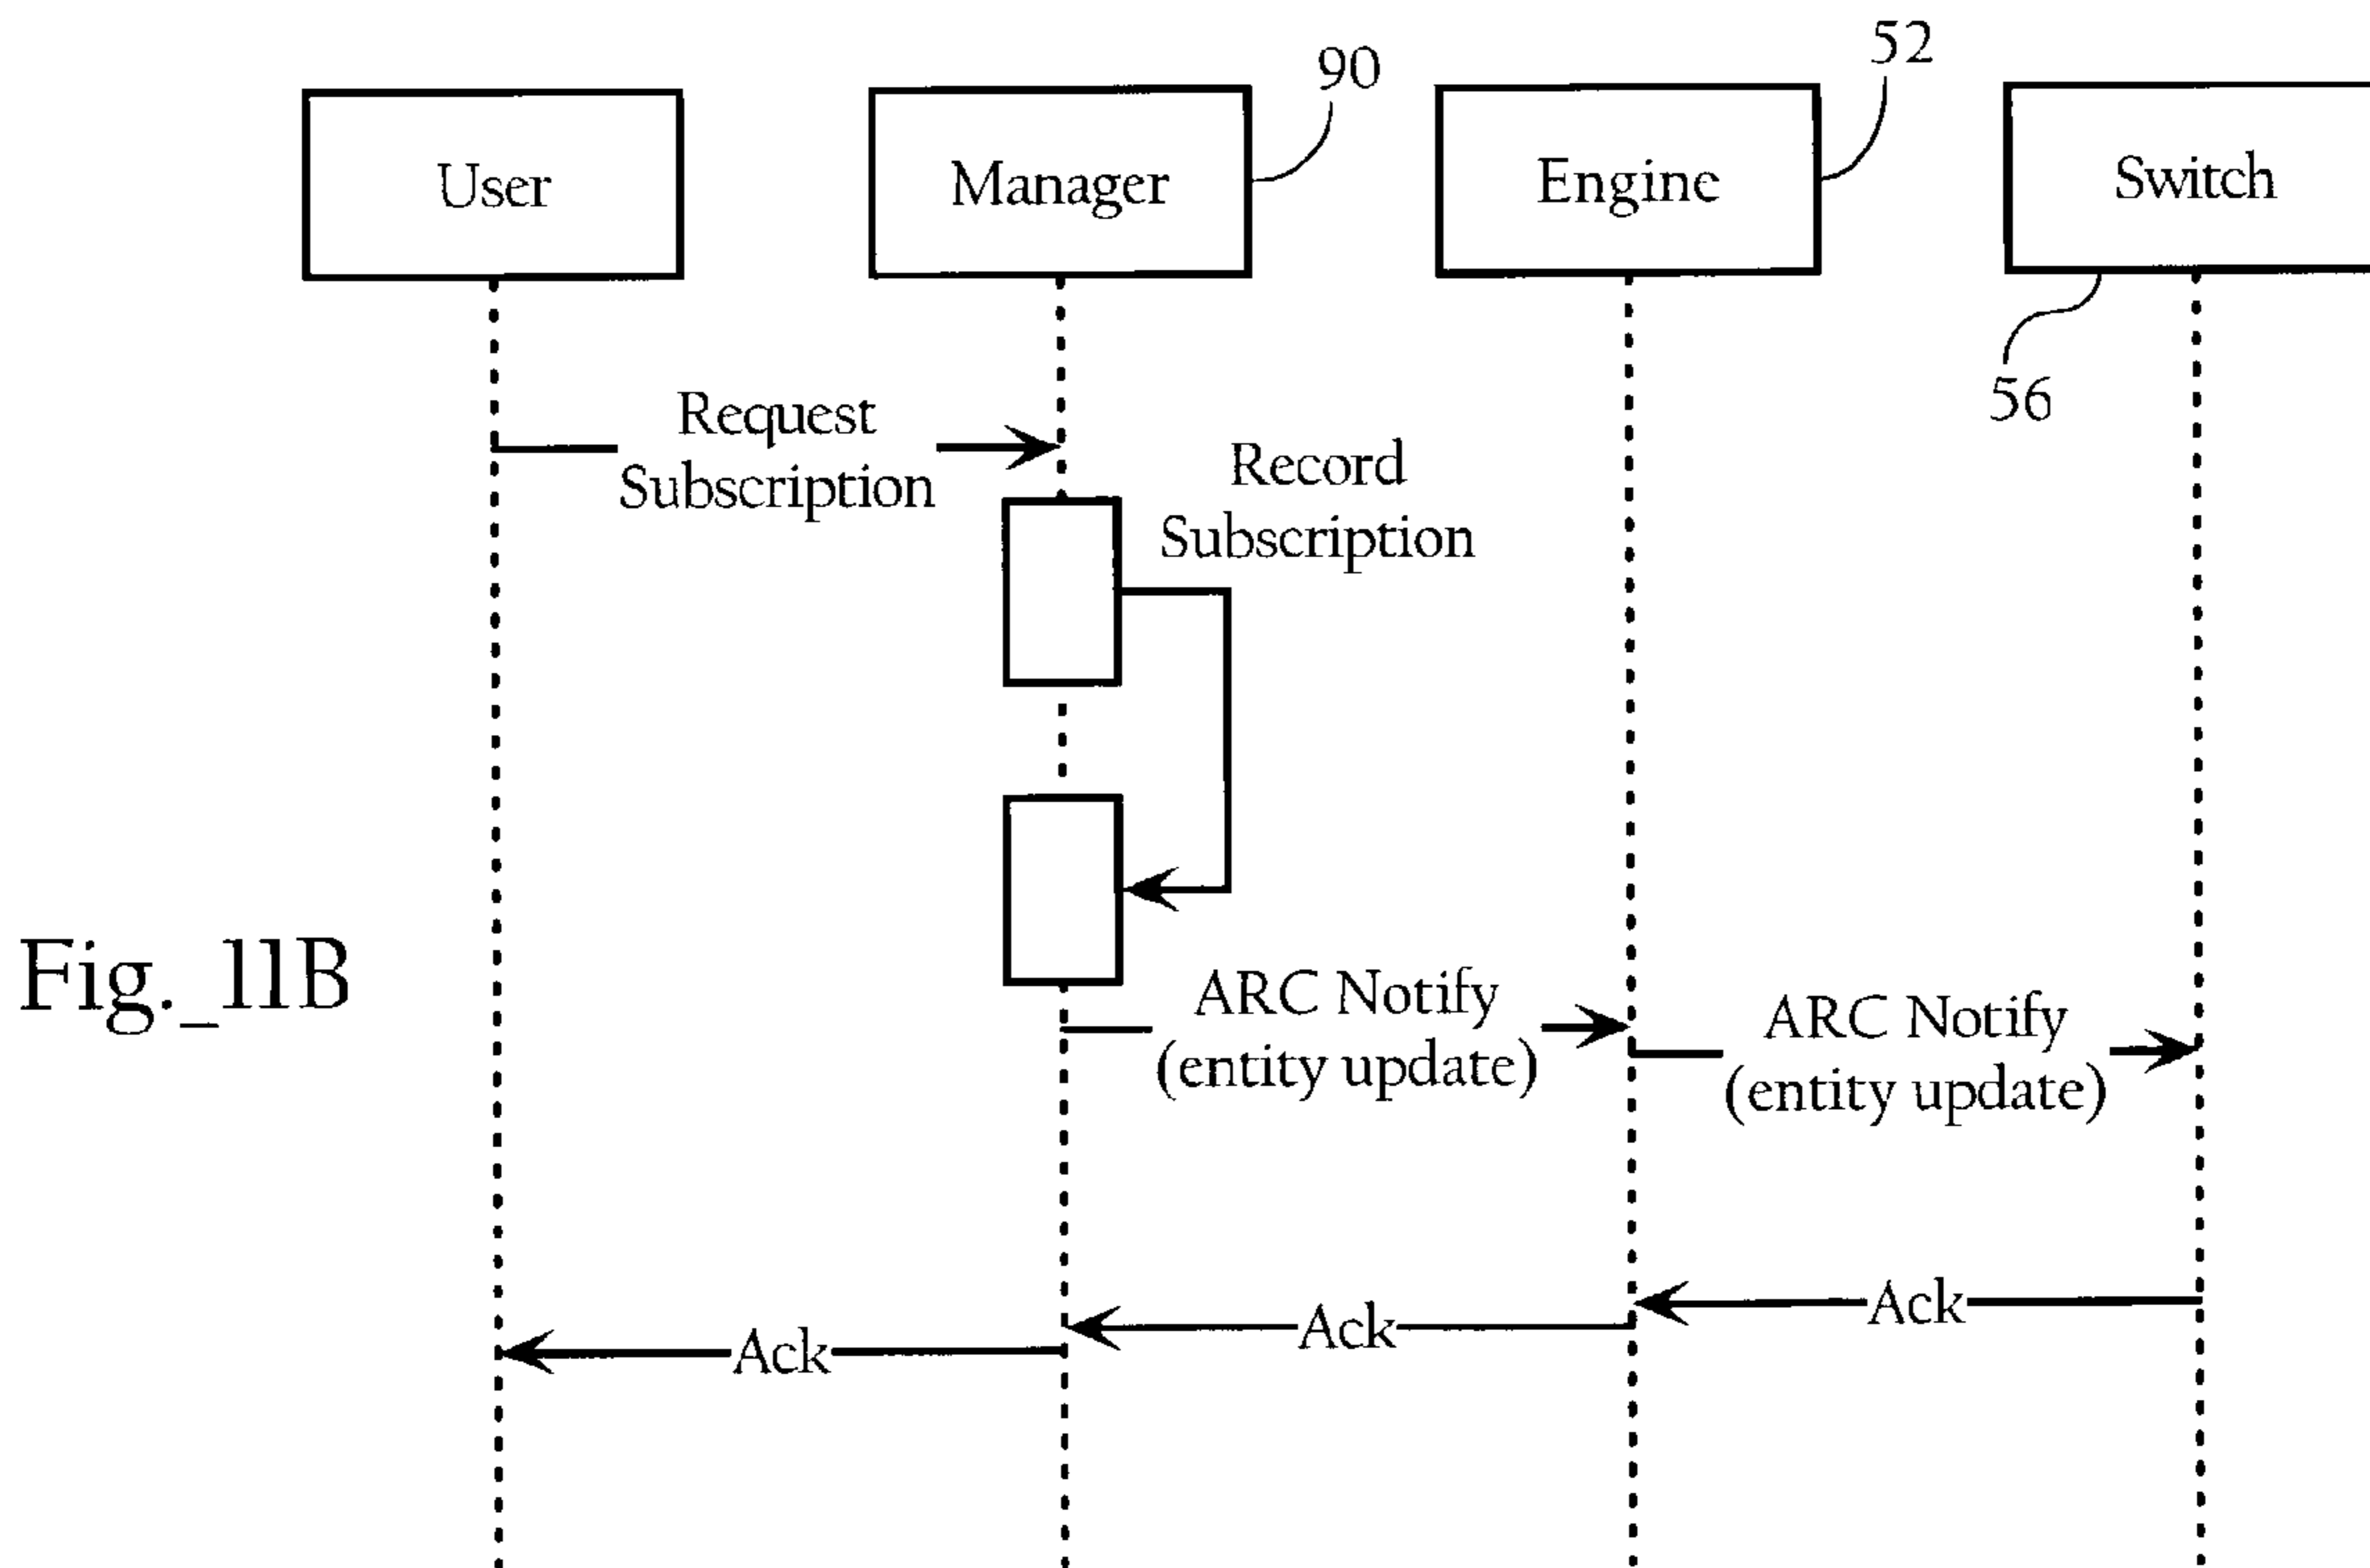 52
90
User
Manager
Engine
Switch
56
Request
Subscription
Record
Subscription
Fig._11B
ARC Notify
(entity update)
ARC Notify
(entity update)
Ack
Ack
Ack